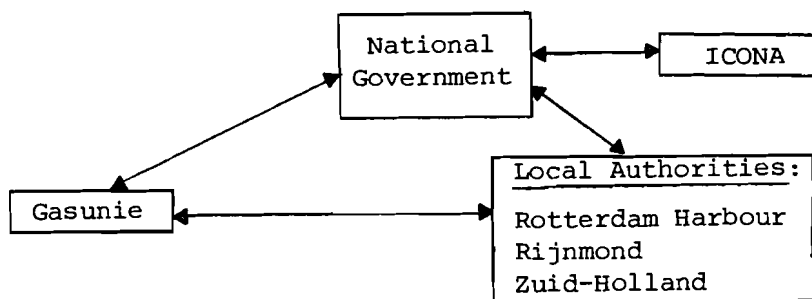 National
Government
ICONA
Gasunie
Local Authorities:
Rotterdam Harbour
Rijnmond
Zuid-Holland